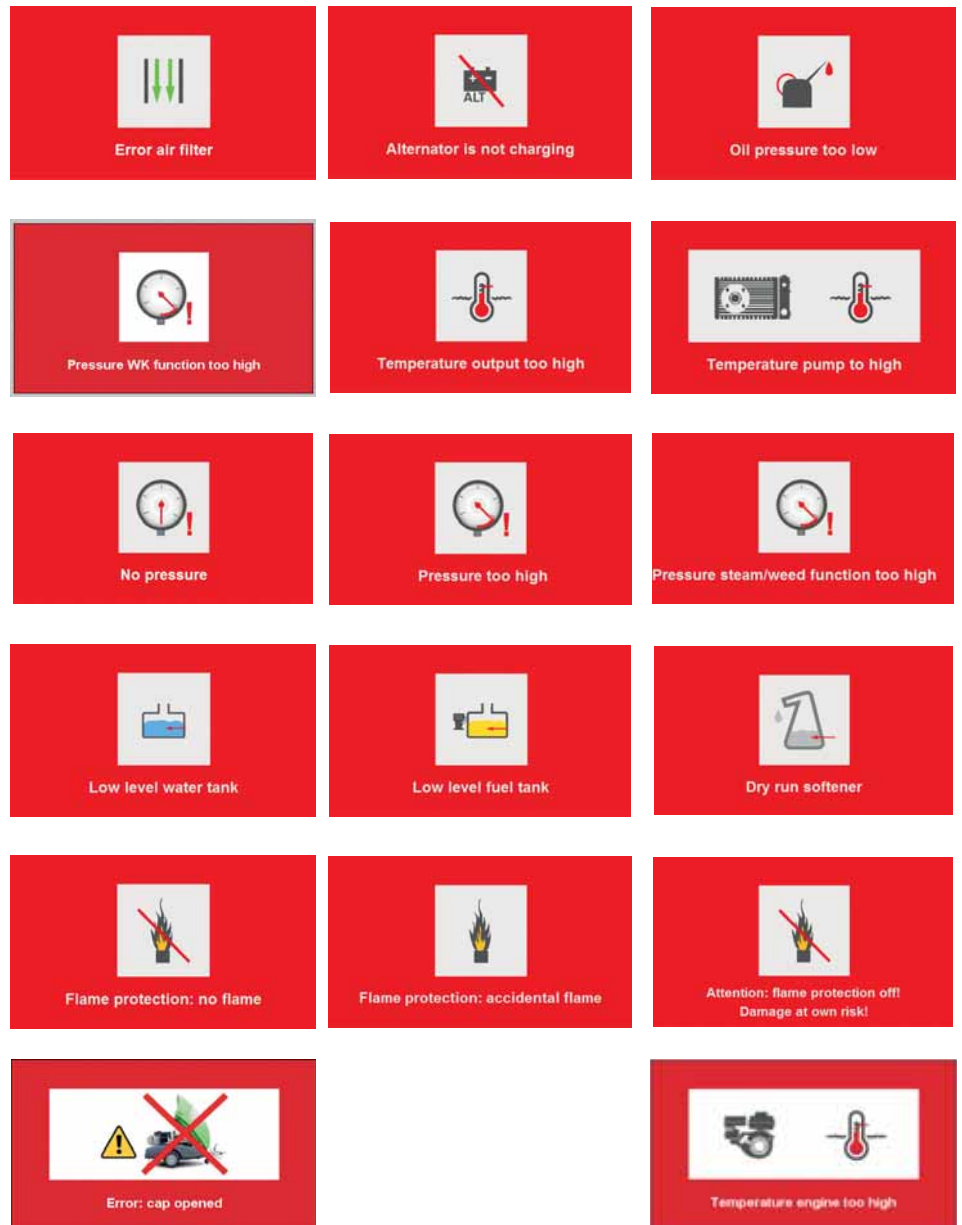 Error air filter
ALT
Alternator is not charging
Oil pressure too low
Pressure WK function too high
Temperature output too high
Temperature pump to high
No pressure
Pressure too high
Pressure steam/weed function too high
Low level water tank
Low level fuel tank
Dry run softener
Flame protection: no flame
Flame protection: accidental flame
Attention: flame protection off!
Damage at own risk!
Error: cap opened
Temperature engine too high